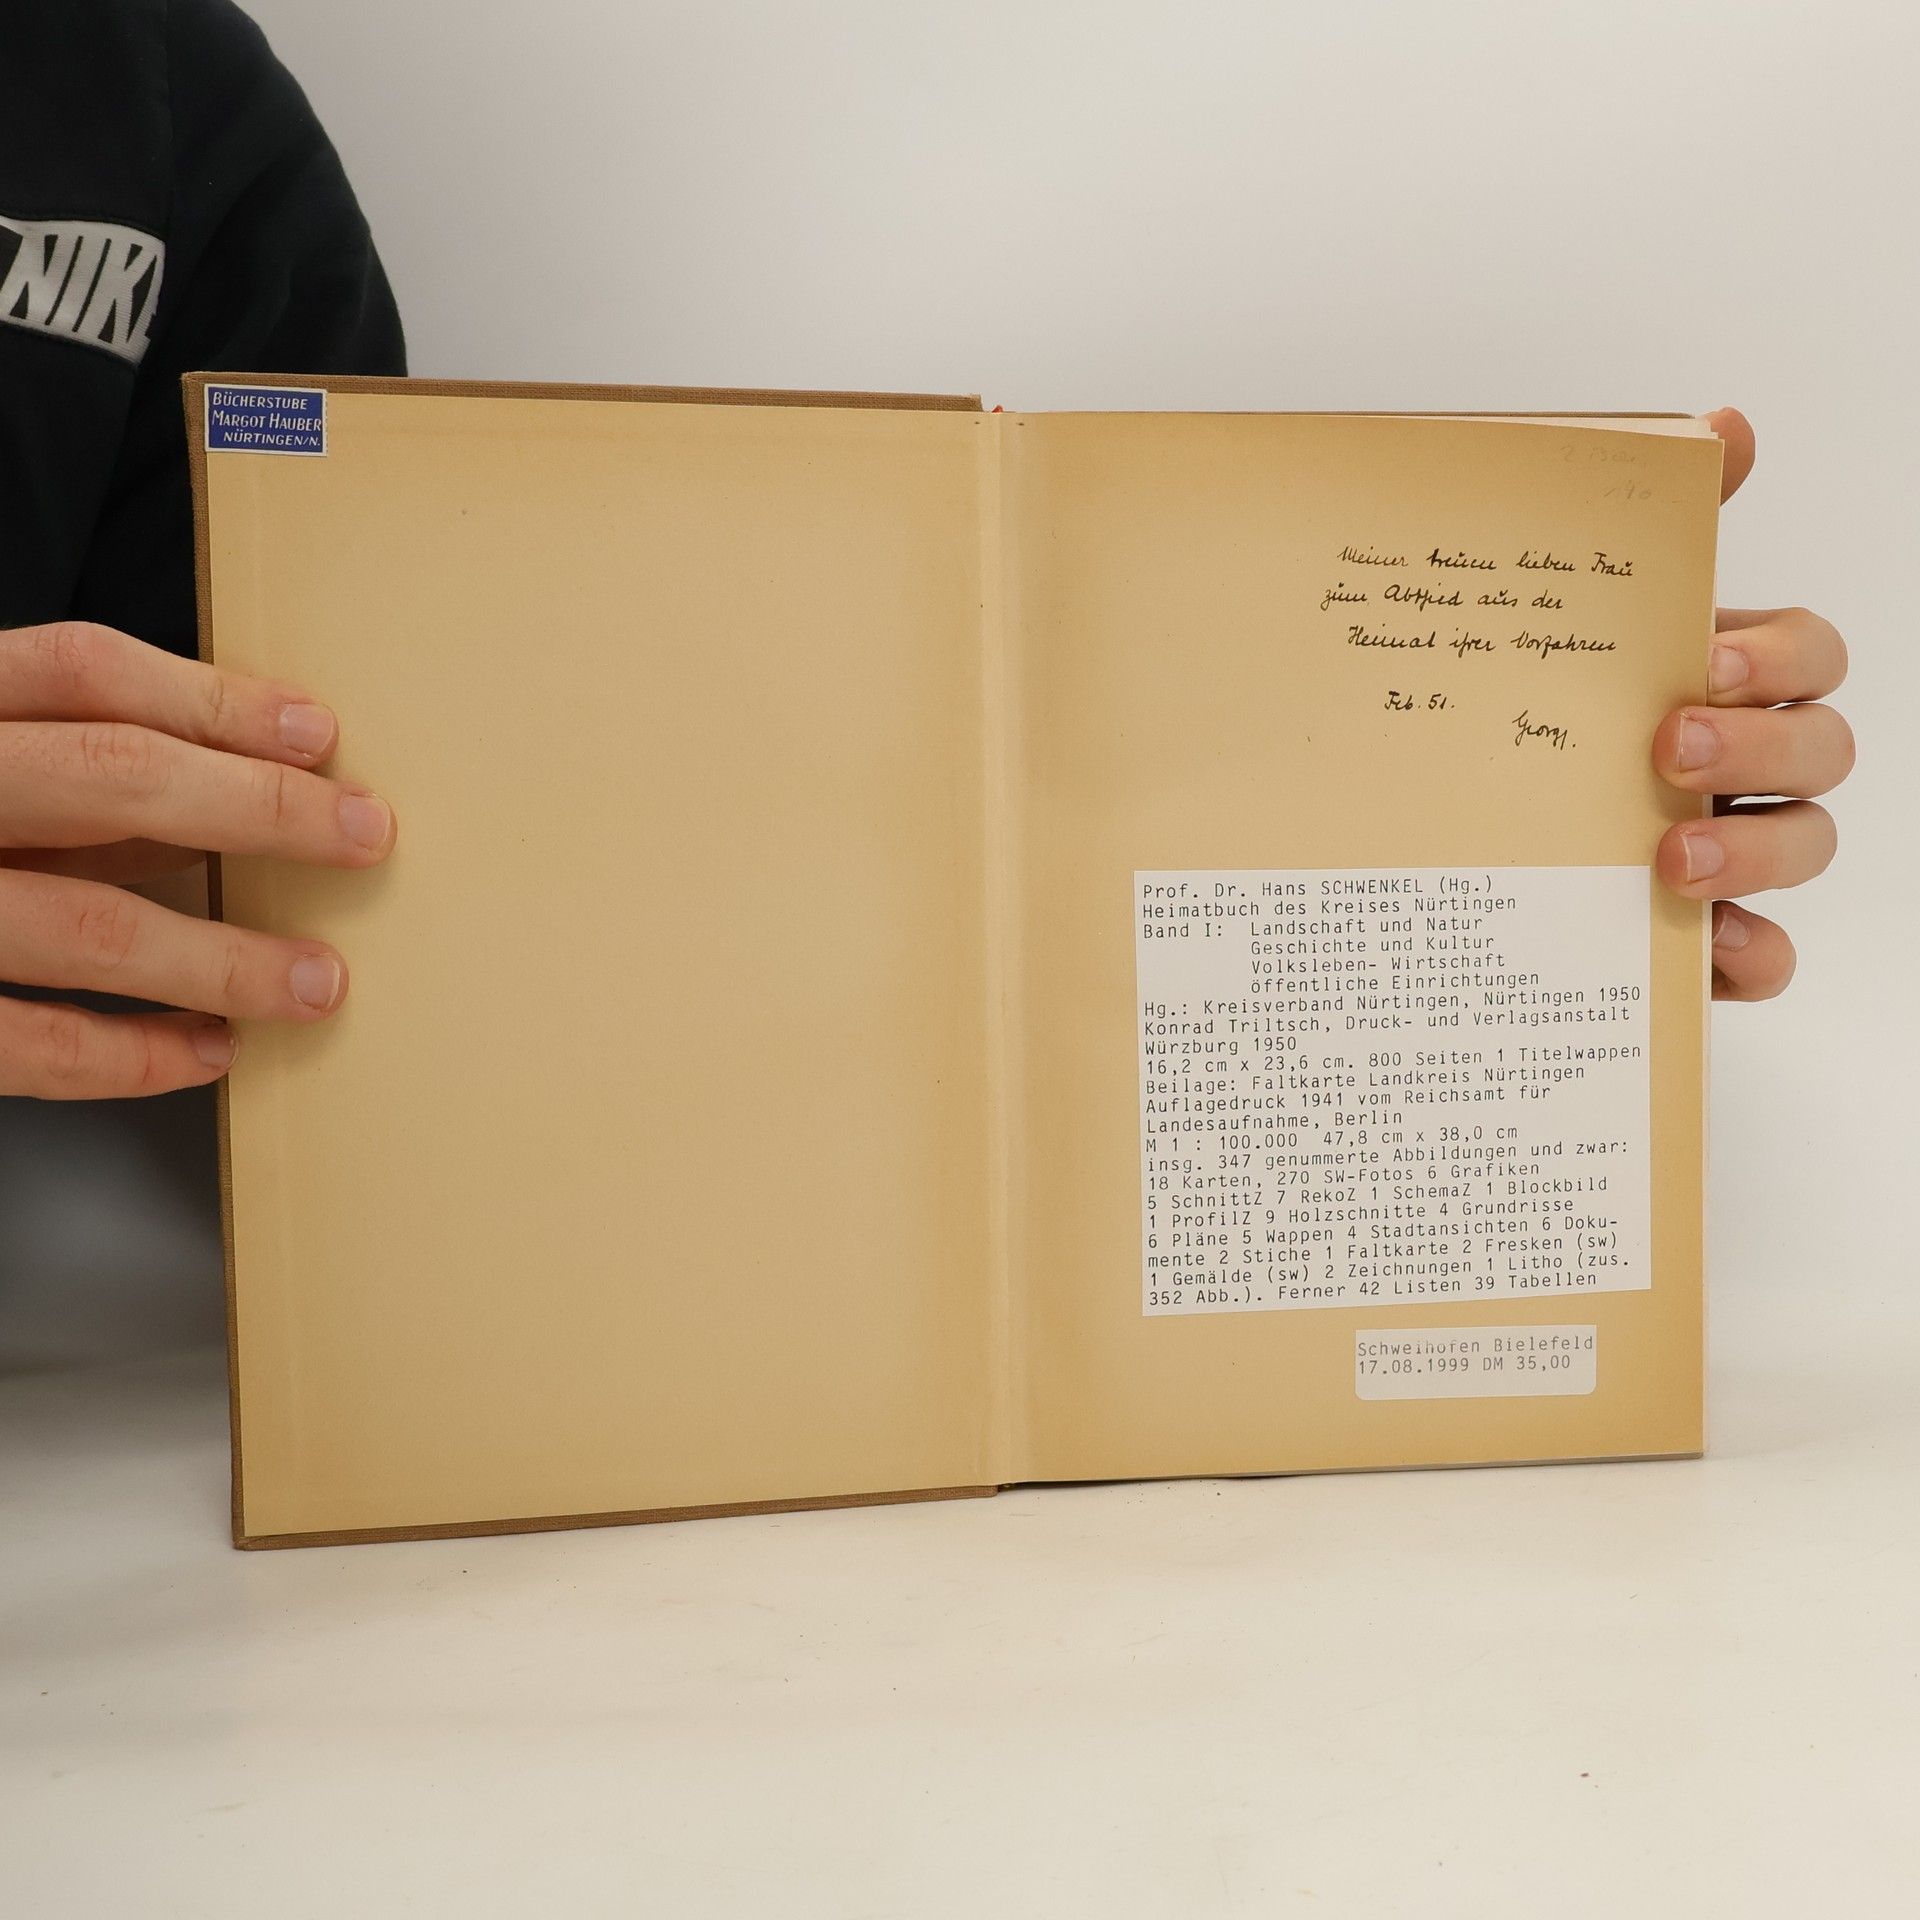 NIKE
BÜCHERSTUBE
MARGOT HAUBER
NÜRTINGEN/N.
Meiner treuen lieben Frau
zum Abschied aus der
Heimat ihrer Vorfahren
Feb. 51.
Georg.
Prof. Dr. Hans SCHWENKEL (Hg.)
Heimatbuch des Kreises Nürtingen
Band I: Landschaft und Natur
Geschichte und Kultur
Volksleben- Wirtschaft
öffentliche Einrichtungen
Hg.: Kreisverband Nürtingen, Nürtingen 1950
Konrad Triltsch, Druck- und Verlagsanstalt
Würzburg 1950
16,2 cm x 23,6 cm. 800 Seiten 1 Titelwappen
Beilage: Faltkarte Landkreis Nürtingen
Auflagedruck 1941 vom Reichsamt für
Landesaufnahme, Berlin
M 1 : 100.000 47,8 cm x 38,0 cm
insg. 347 genummerte Abbildungen und zwar:
18 Karten, 270 SW-Fotos 6 Grafiken
5 SchnittZ 7 RekoZ 1 SchemaZ 1 Blockbild
1 ProfilZ 9 Holzschnitte 4 Grundrisse
6 Pläne 5 Wappen 4 Stadtansichten 6 Doku-
mente 2 Stiche 1 Faltkarte 2 Fresken (sw)
1 Gemälde (sw) 2 Zeichnungen 1 Litho (zus.
352 Abb.). Ferner 42 Listen 39 Tabellen
Schweihofen Bielefeld
17.08.1999 DM 35,00